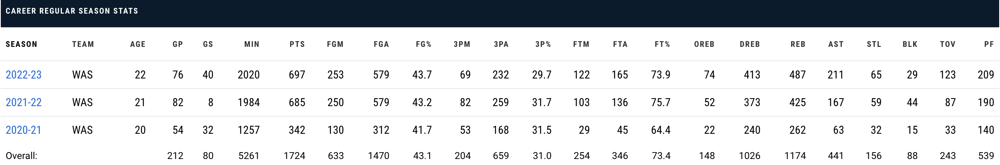 CAREER REGULAR SEASON STATS
SEASON TEAM AGE GP GS MIN PTS FGM FGA FG% 3PM 3PA 3P% FTM FTA FT% OREB DREB REB AST STL BLK TOV PF
2022-23 WAS 22 76 40 2020 697 253 579 43.7 69 232 29.7 122 165 73.9 74 413 487 211 65 29 123 209
2021-22 WAS 21 82 8 1984 685 250 579 43.2 82 259 31.7 103 136 75.7 52 373 425 167 59 44 87 190
2020-21 WAS 20 54 32 1257 342 130 312 41.7 53 168 31.5 29 45 64.4 22 240 262 63 32 15 33 140
Overall: 212 80 5261 1724 633 1470 43.1 204 659 31.0 254 346 73.4 148 1026 1174 441 156 88 243 539